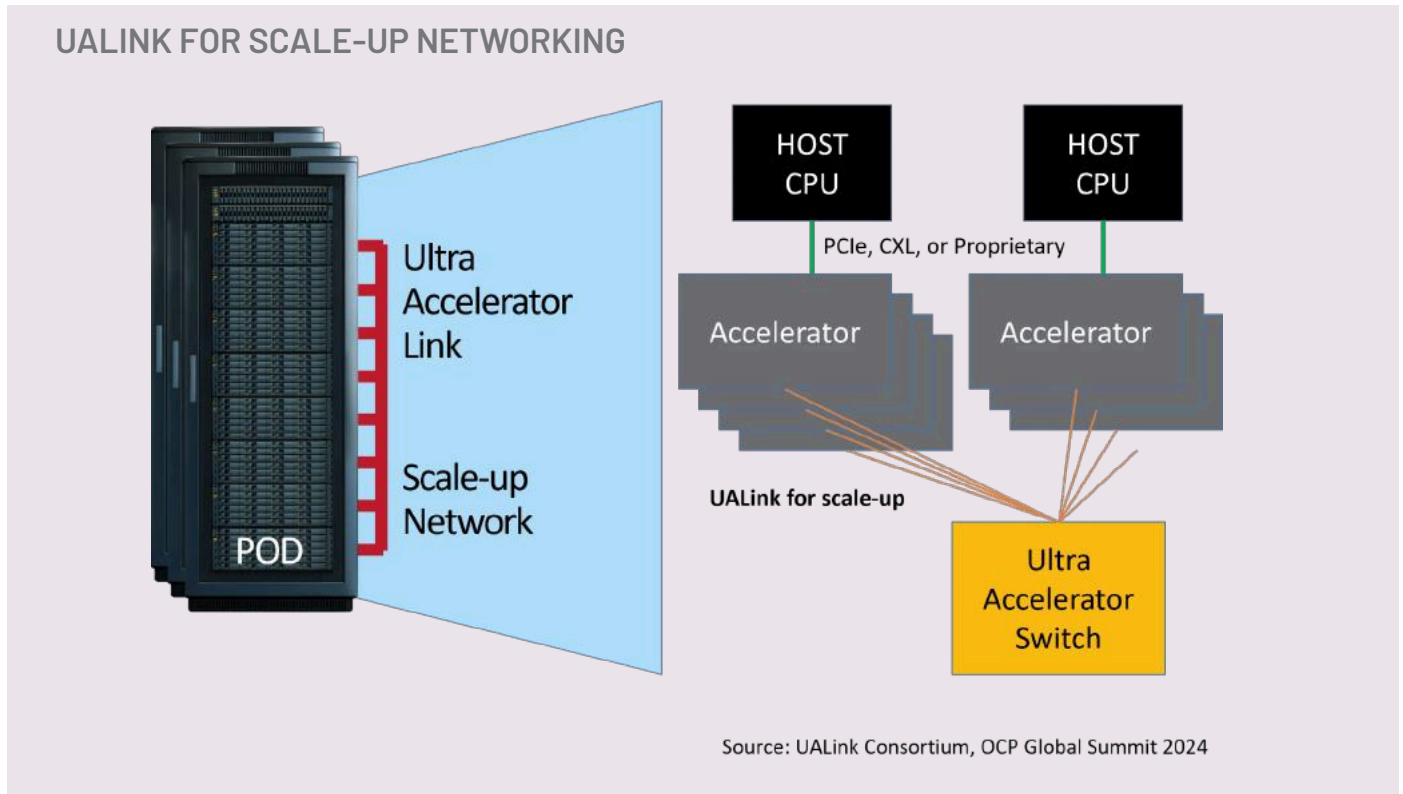 UALINK FOR SCALE-UP NETWORKING
Ultra
Accelerator
Link
Scale-up
Network
POD
HOST
CPU
HOST
CPU
PCIe, CXL, or Proprietary
Accelerator
Accelerator
UALink for scale-up
Ultra
Accelerator
Switch
Source: UALink Consortium, OCP Global Summit 2024